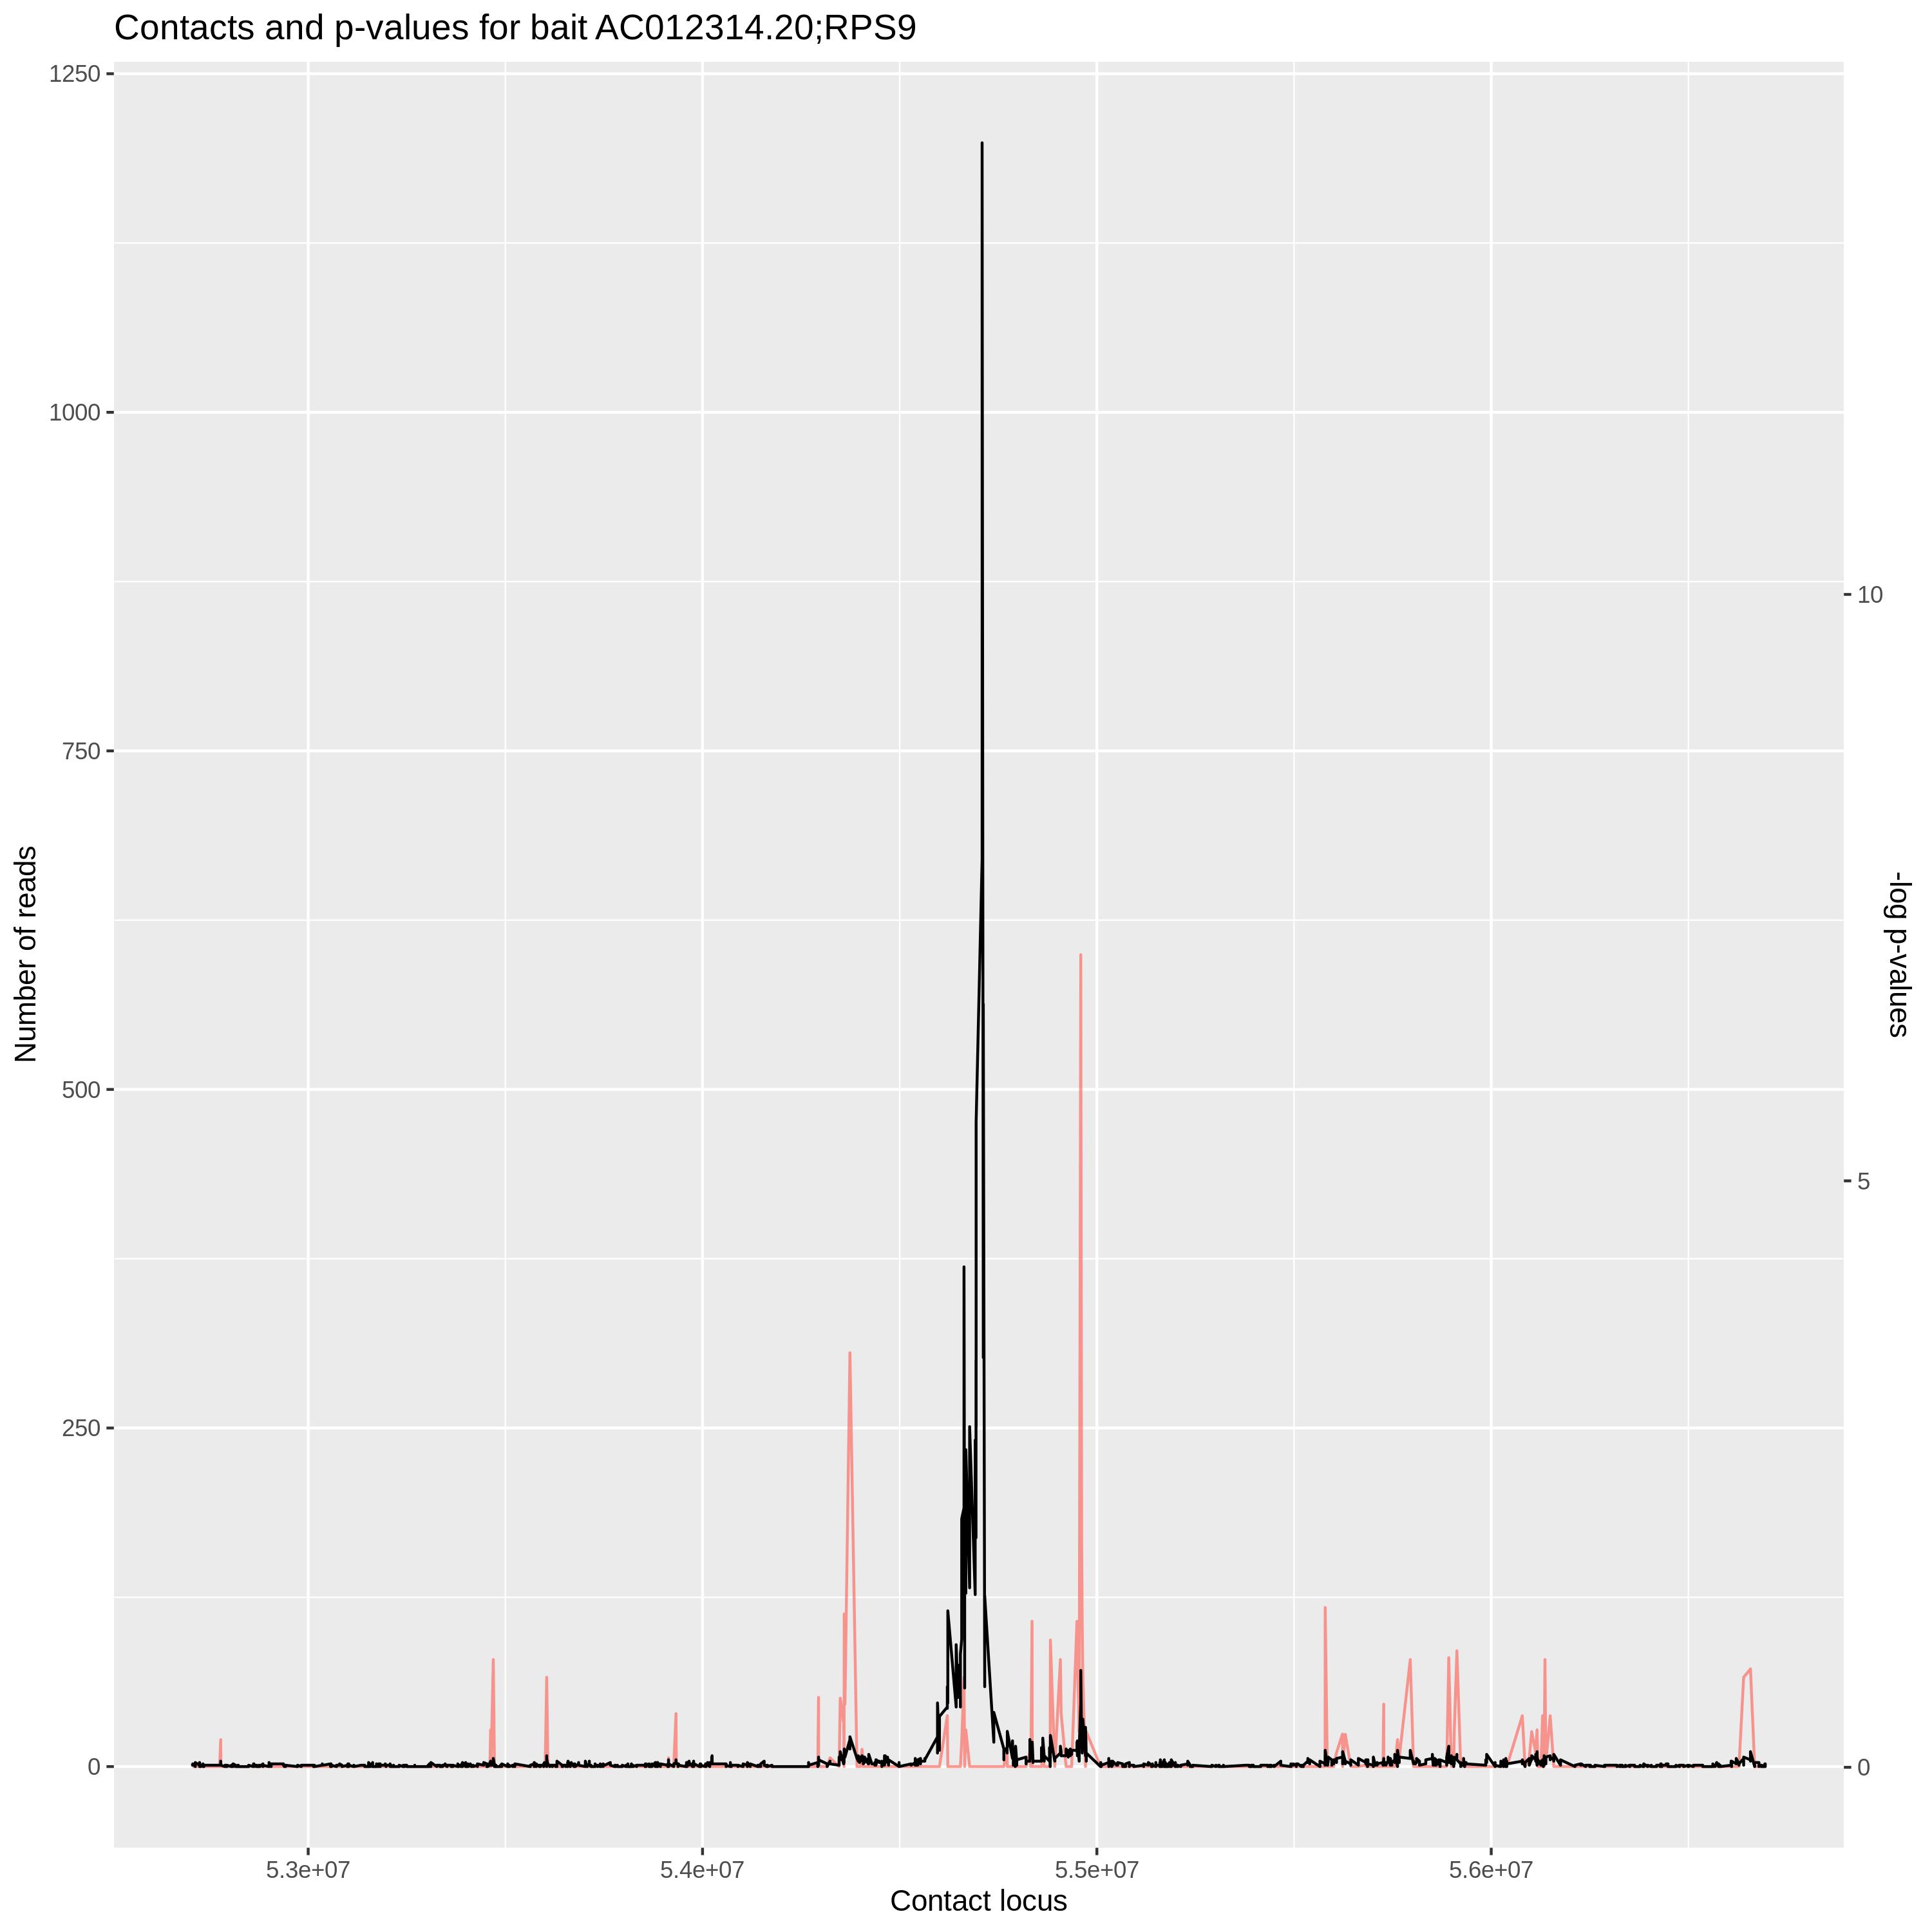 Contacts and p-values for bait AC012314.20;RPS9
1250
1000
750
500
250
0
Number of reads
10
5
0
-log p-values
5.3e+07
5.4e+07
5.5e+07
5.6e+07
Contact locus